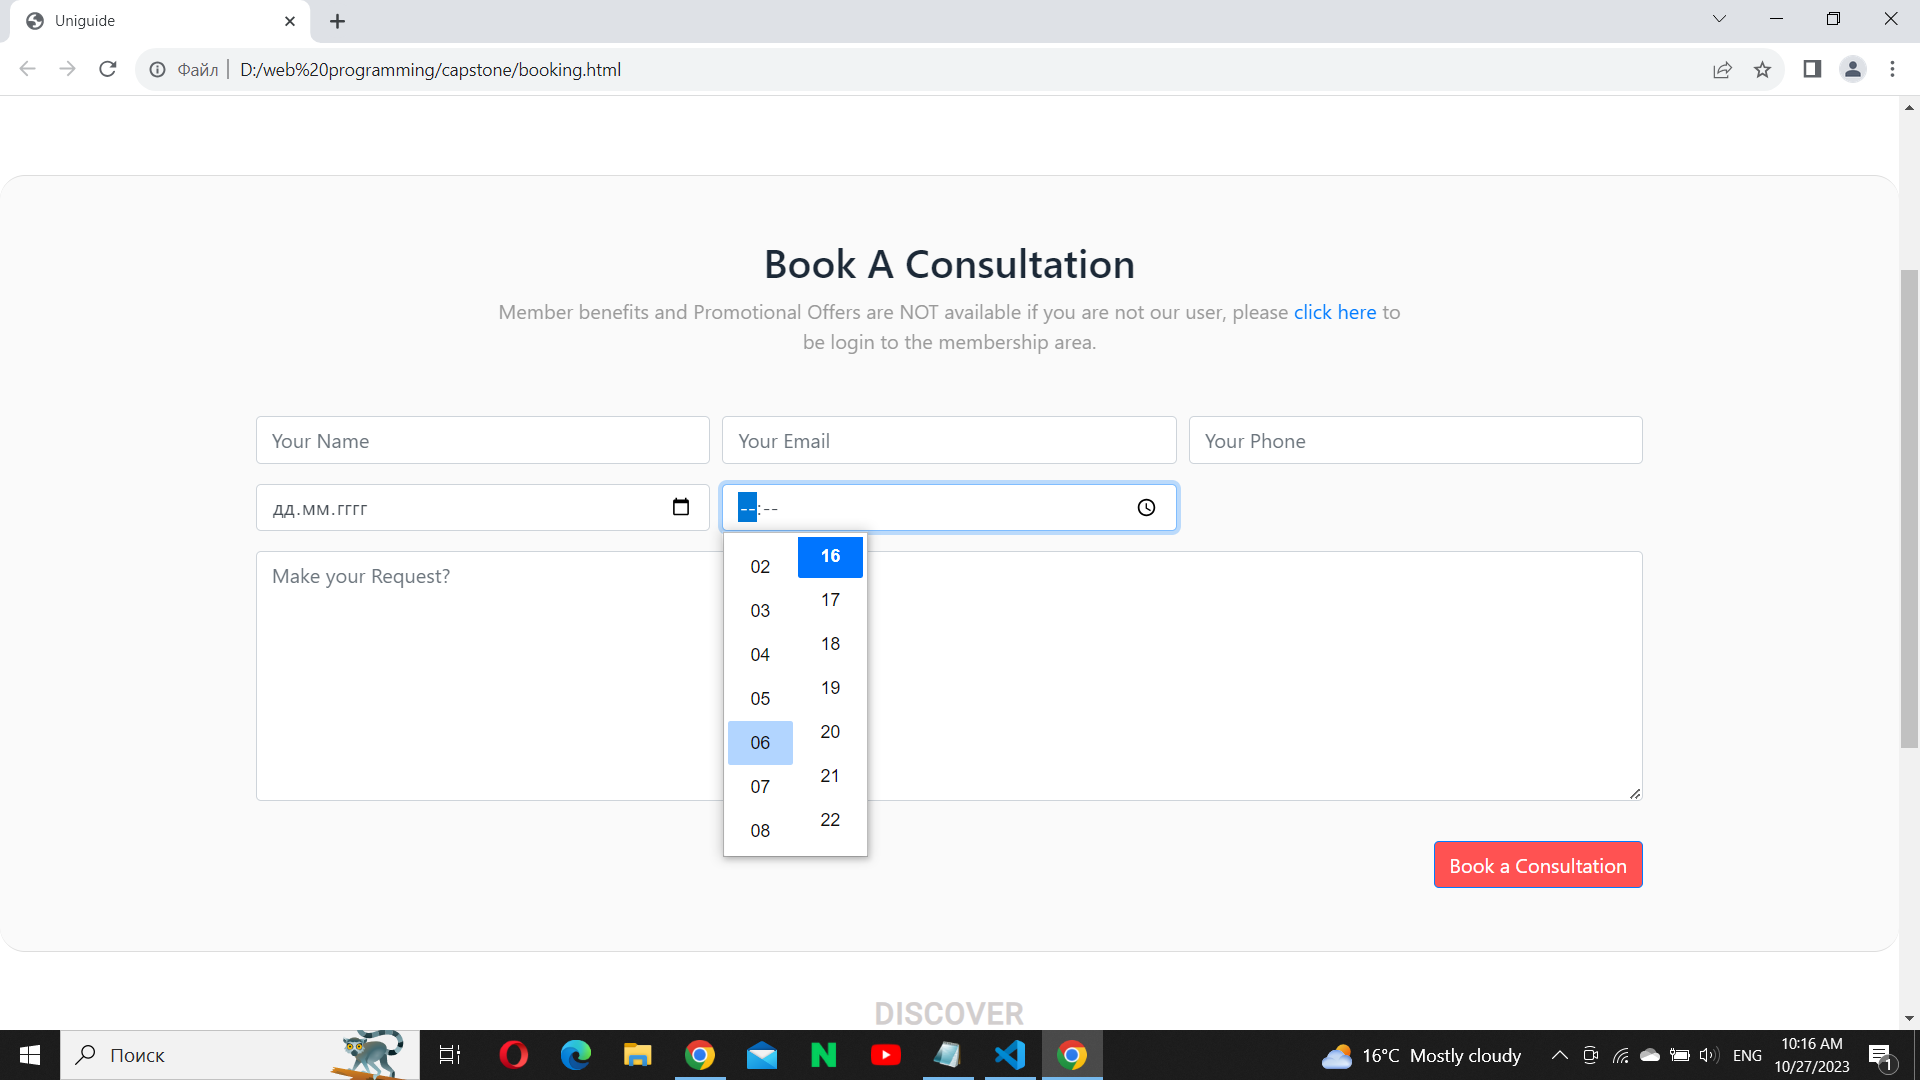 Uniguide
Файл | D:/web%20programming/capstone/booking.html
Book A Consultation
Member benefits and Promotional Offers are NOT available if you are not our user, please click here to
be login to the membership area.
Your Name
Your Email
Your Phone
дд.мм.гггг
--:--
Make your Request?
02 16
03 17
04 18
05 19
06 20
07 21
08 22
Book a Consultation
DISCOVER
Поиск
N
16°C Mostly cloudy
ENG
10:16 AM
10/27/2023
1